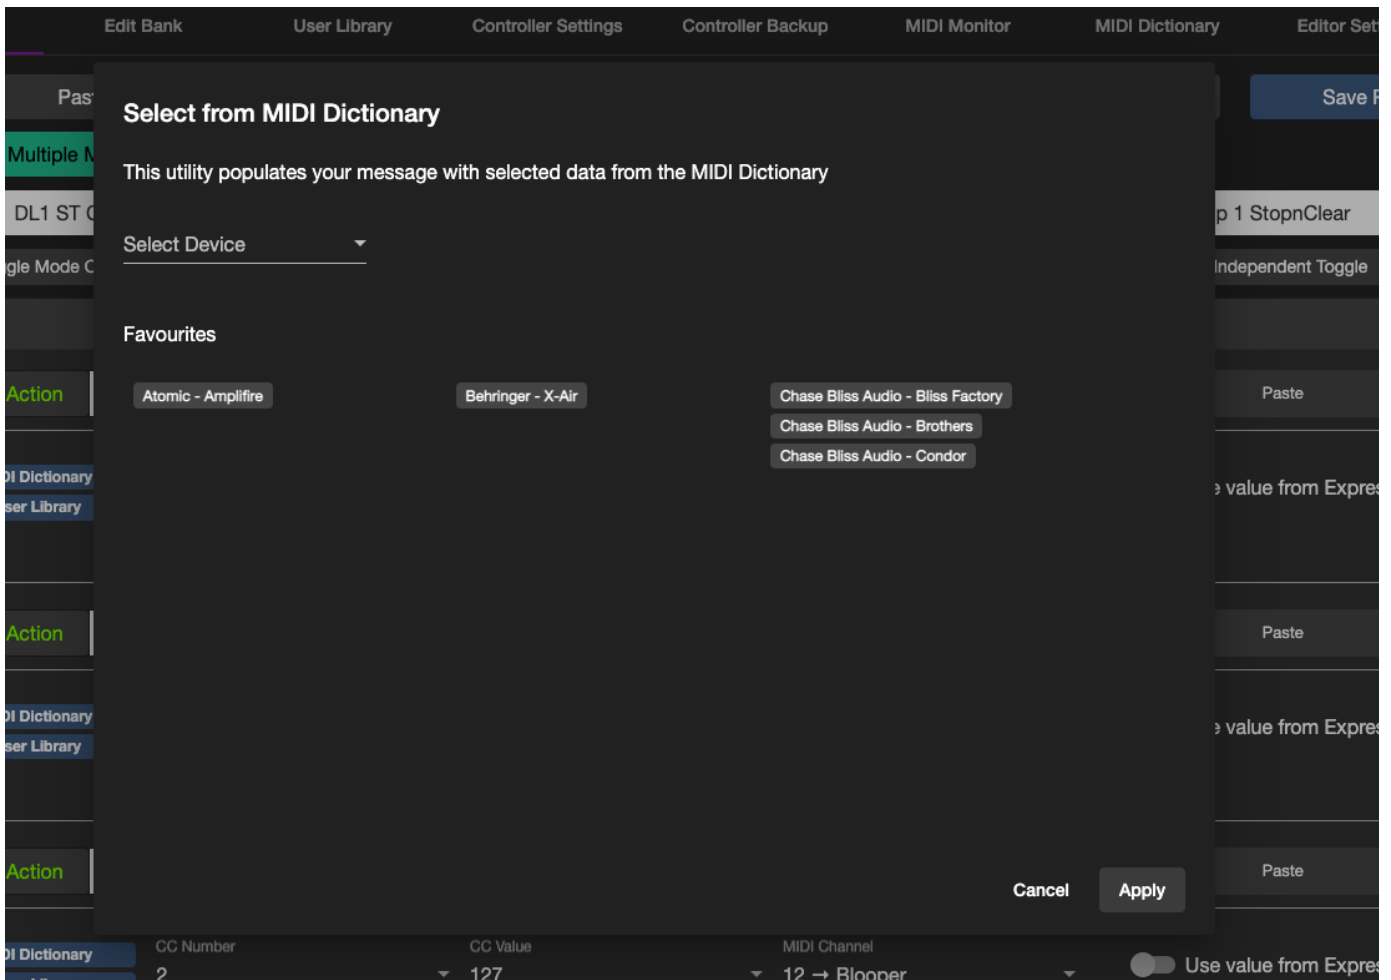 Edit Bank User Library Controller Settings Controller Backup MIDI Monitor MIDI Dictionary Editor Set
Past Save
Select from MIDI Dictionary
Multiple
This utility populates your message with selected data from the MIDI Dictionary
DL1 ST p 1 StopnClear
Select Device
gle Mode Independent Toggle
Favourites
Action Atomic - Amplifire Behringer - X-Air Chase Bliss Audio - Bliss Factory Paste
Chase Bliss Audio - Brothers
Chase Bliss Audio - Condor
DI Dictionary
e value from Expres
ser Library
Action Paste
DI Dictionary
e value from Expres
ser Library
Action Paste
Cancel Apply
DI Dictionary CC Number CC Value MIDI Channel
2 127 12 → Blooper Use value from Expres